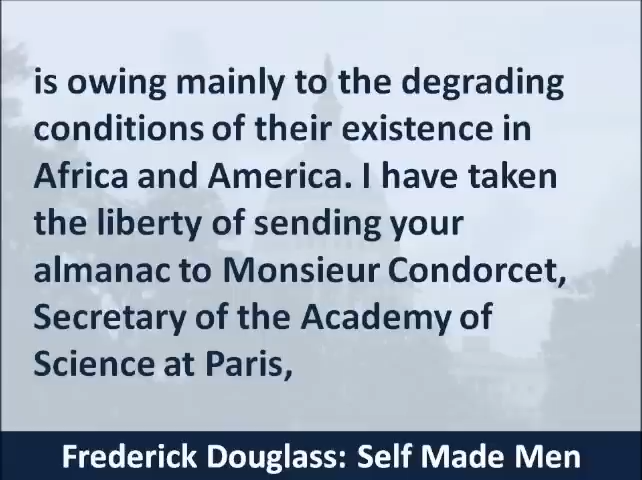 is owing mainly to the degrading
conditions of their existence in
Africa and America. I have taken
the liberty of sending your
almanac to Monsieur Condorcet,
Secretary of the Academy of
Science at Paris,
Frederick Douglass: Self Made Men